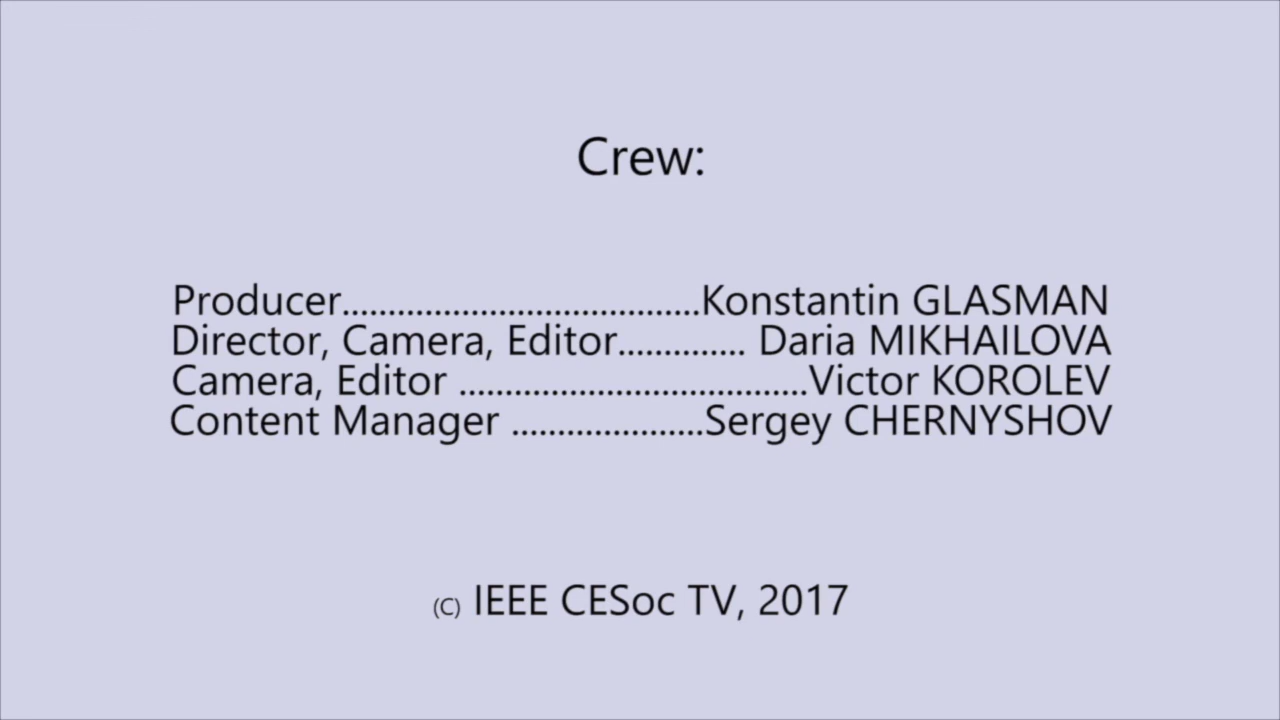 Crew:
Producer.......................................Konstantin GLASMAN
Director, Camera, Editor.............. Daria MIKHAILOVA
Camera, Editor ......................................Victor KOROLEV
Content Manager .....................Sergey CHERNYSHOV
(C) IEEE CESoc TV, 2017